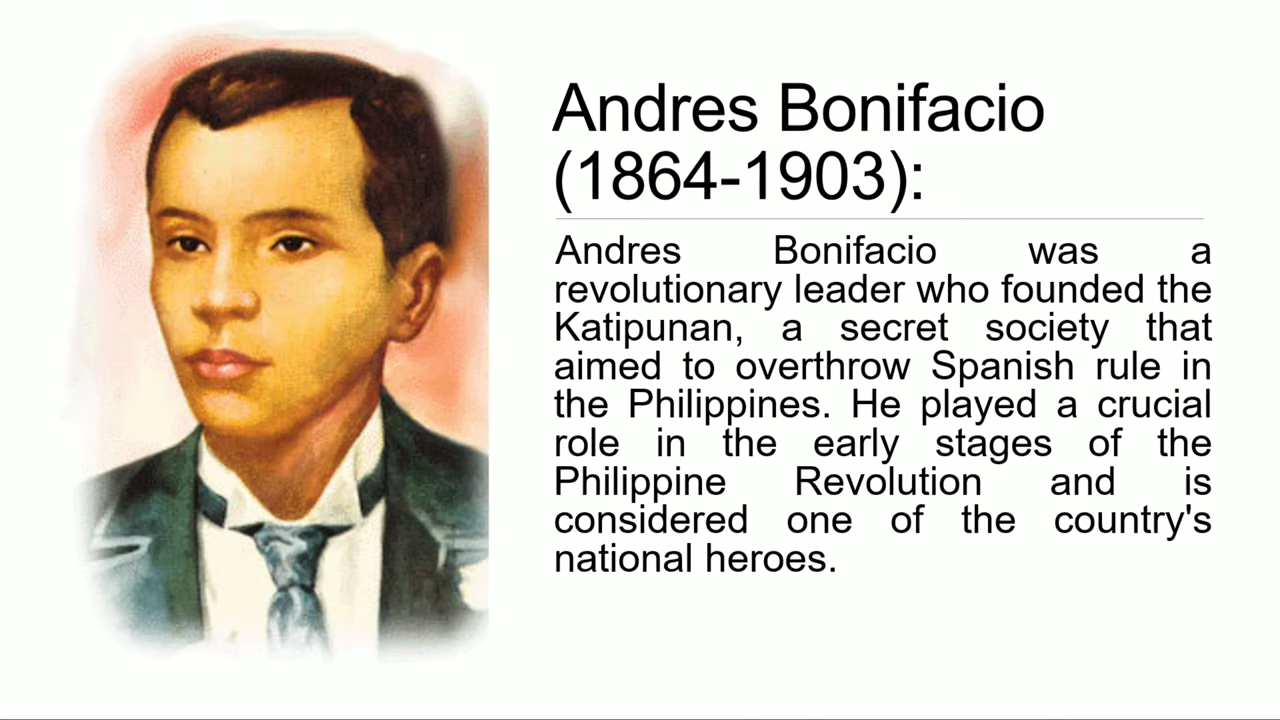 Andres Bonifacio
(1864-1903):
Andres Bonifacio was a
revolutionary leader who founded the
Katipunan, a secret society that
aimed to overthrow Spanish rule in
the Philippines. He played a crucial
role in the early stages of the
Philippine Revolution and is
considered one of the country's
national heroes.